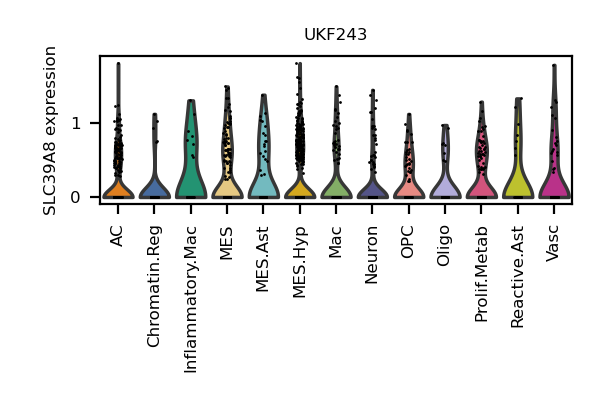 UKF243
SLC39A8 expression
1
0
AC
Chromatin.Reg
Inflammatory.Mac
MES
MES.Ast
MES.Hyp
Mac
Neuron
OPC
Oligo
Prolif.Metab
Reactive.Ast
Vasc